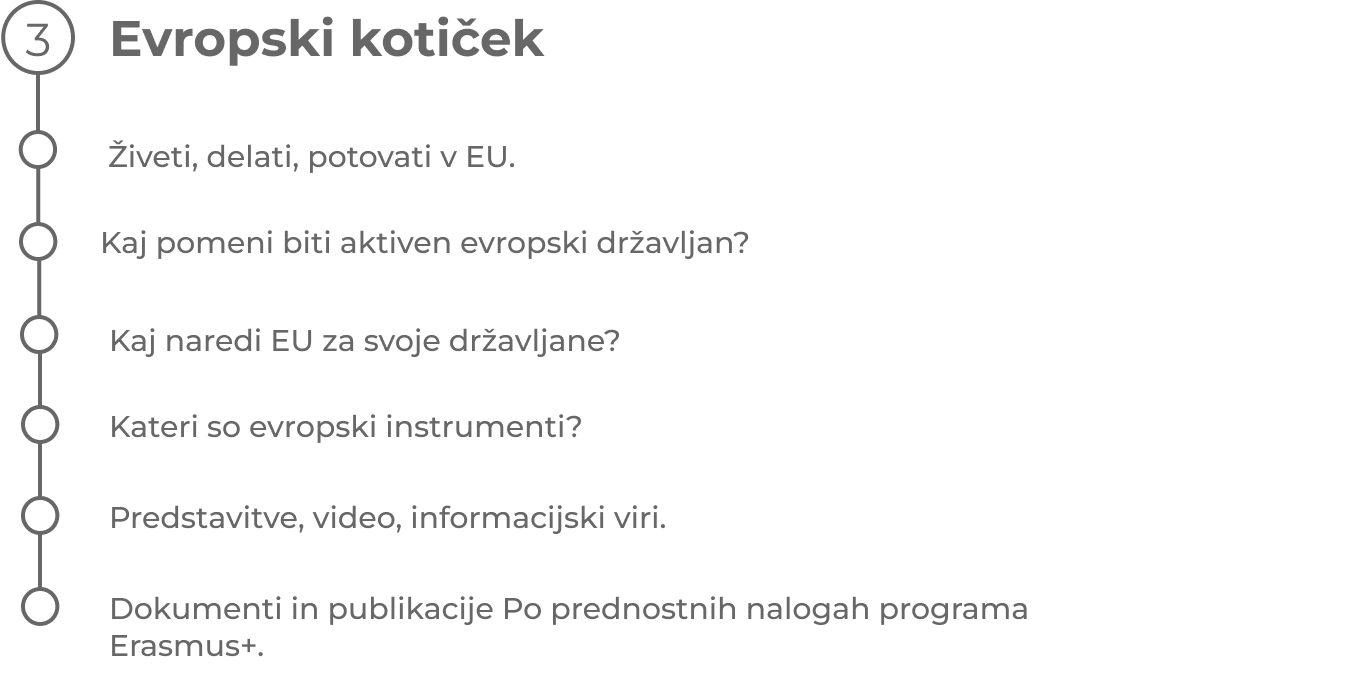 3 Evropski kotiček
Živeti, delati, potovati v EU.
Kaj pomeni biti aktiven evropski državljan?
Kaj naredi EU za svoje državljane?
Kateri so evropski instrumenti?
Predstavitve, video, informacijski viri.
Dokumenti in publikacije Po prednostnih nalogah programa
Erasmus+.